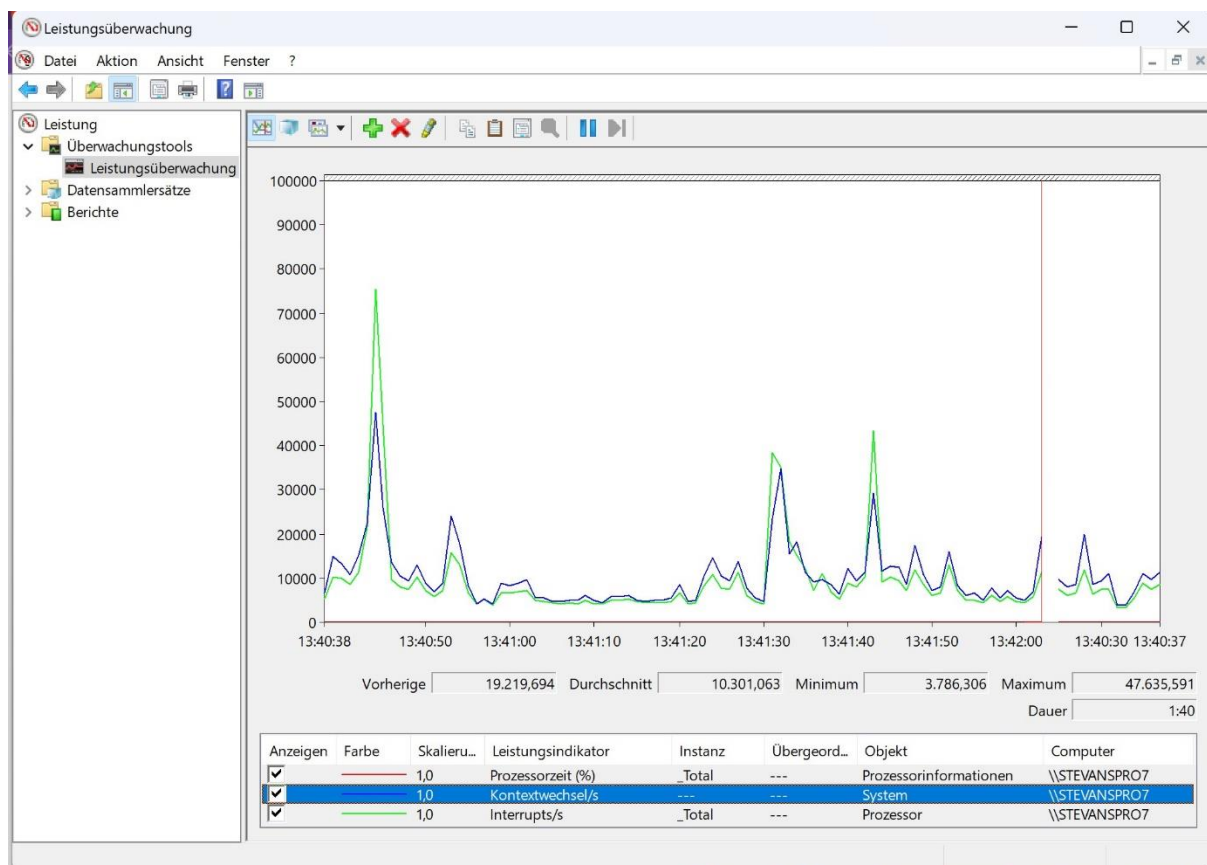 Leistungsüberwachung
Datei Aktion Ansicht Fenster ?
Leistung
Überwachungstools
Leistungsüberwachung
Datensammlersätze
Berichte
100000
90000
80000
70000
60000
50000
40000
30000
20000
10000
0
13:40:38 13:40:50 13:41:00 13:41:10 13:41:20 13:41:30 13:41:40 13:41:50 13:42:00 13:40:30 13:40:37
Vorherige 19.219,694 Durchschnitt 10.301,063 Minimum 3.786,306 Maximum 47.635,591
Dauer 1:40
Anzeigen Farbe Skalieru... Leistungsindikator Instanz Übergeord... Objekt Computer
1,0 Prozessorzeit (%) _Total --- Prozessorinformationen \\STEVANSPRO7
1,0 Kontextwechsel/s --- --- System \\STEVANSPRO7
1,0 Interrupts/s _Total --- Prozessor \\STEVANSPRO7